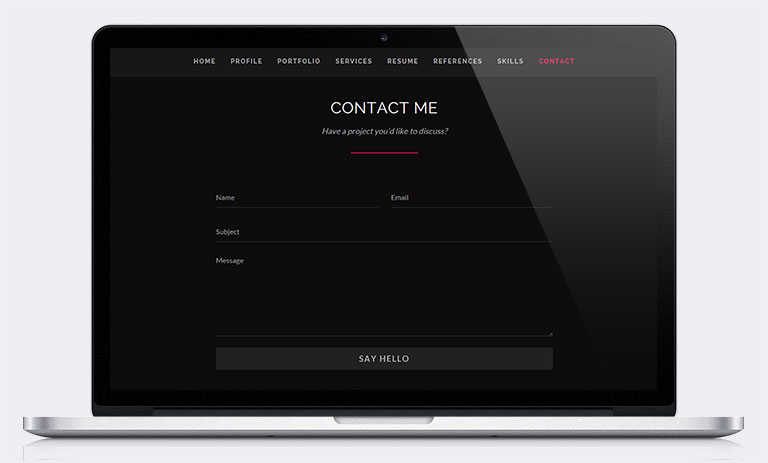 HOME PROFILE PORTFOLIO SERVICES RESUME REFERENCES SKILLS CONTACT
CONTACT ME
Have a project you'd like to discuss?
Name Email
Subject
Message
SAY HELLO